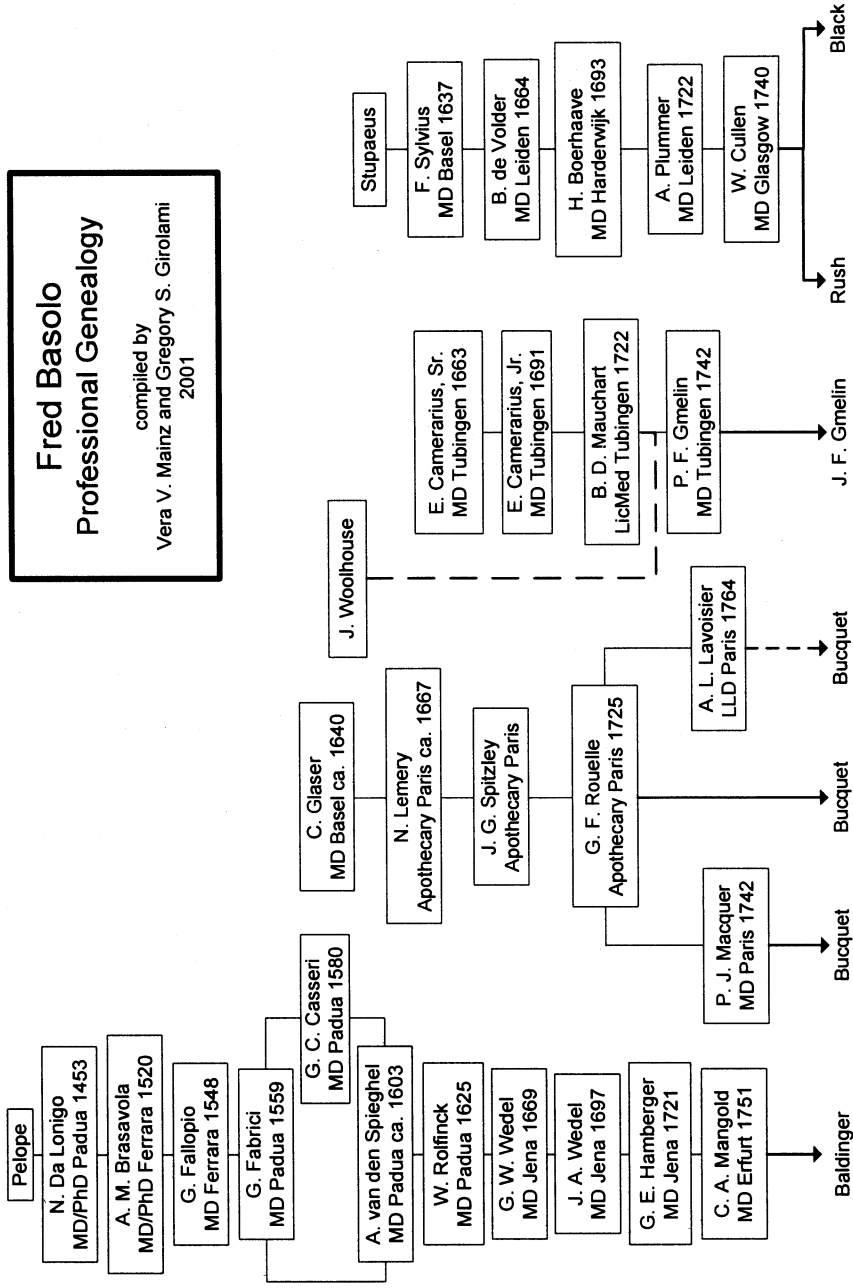 Fred Basolo
Professional Genealogy
compiled by
Vera V. Mainz and Gregory S. Girolami
2001
Pelope
N. Da Lonigo
MD/PhD Padua 1453
A. M. Brasavola
MD/PhD Ferrara 1520
G. Fallopio
MD Ferrara 1548
G. Fabrici
MD Padua 1559
G. C. Casseri
MD Padua 1580
A. van den Spieghel
MD Padua ca. 1603
W. Rolfinck
MD Padua 1625
G. W. Wedel
MD Jena 1669
J. A. Wedel
MD Jena 1697
G. E. Hamberger
MD Jena 1721
C. A. Mangold
MD Erfurt 1751
Baldinger
C. Glaser
MD Basel ca. 1640
N. Lemery
Apothecary Paris ca. 1667
J. G. Spitzley
Apothecary Paris
G. F. Rouelle
Apothecary Paris 1725
P. J. Macquer
MD Paris 1742
Bucquet
Bucquet
A. L. Lavoisier
LLD Paris 1764
Bucquet
J. Woolhouse
E. Camerarius, Sr.
MD Tubingen 1663
E. Camerarius, Jr.
MD Tubingen 1691
B. D. Mauchart
LicMed Tubingen 1722
P. F. Gmelin
MD Tubingen 1742
J. F. Gmelin
Stupaeus
F. Sylvius
MD Basel 1637
B. de Volder
MD Leiden 1664
H. Boerhaave
MD Harderwijk 1693
A. Plummer
MD Leiden 1722
W. Cullen
MD Glasgow 1740
Rush
Black